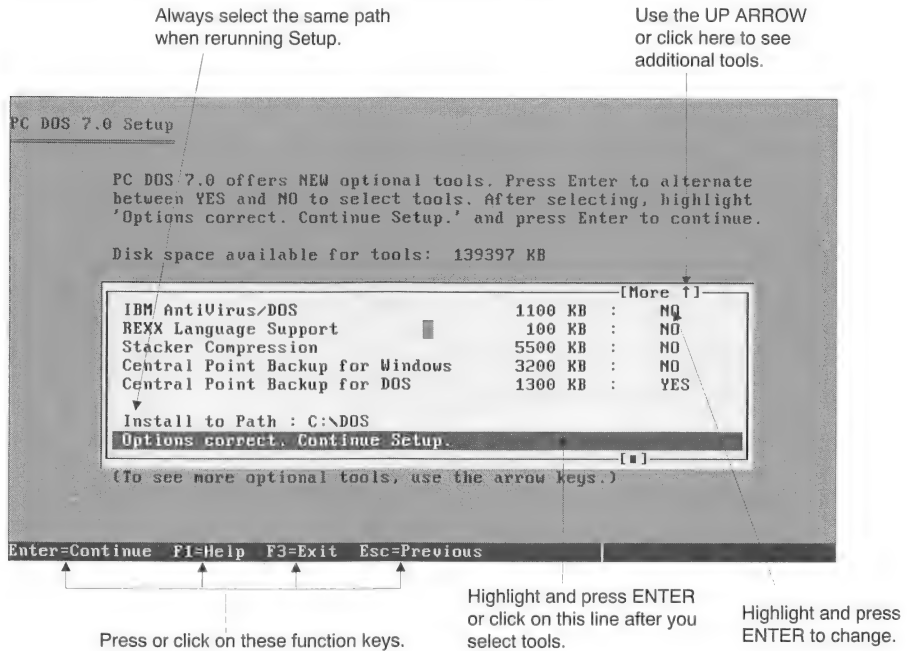 Always select the same path
when rerunning Setup.
Use the UP ARROW
or click here to see
additional tools.
PC DOS 7.0 Setup
PC DOS 7.0 offers NEW optional tools. Press Enter to alternate
between YES and NO to select tools. After selecting, highlight
'Options correct. Continue Setup.' and press Enter to continue.
Disk space available for tools: 139397 KB
[More ↑]
IBM AntiVirus/DOS 1100 KB : NO
REXX Language Support 100 KB : NO
Stacker Compression 5500 KB : NO
Central Point Backup for Windows 3200 KB : NO
Central Point Backup for DOS 1300 KB : YES
Install to Path : C:\DOS
Options correct. Continue Setup.
[■]
(To see more optional tools, use the arrow keys.)
Enter=Continue F1=Help F3=Exit Esc=Previous
Press or click on these function keys.
Highlight and press ENTER
or click on this line after you
select tools.
Highlight and press
ENTER to change.